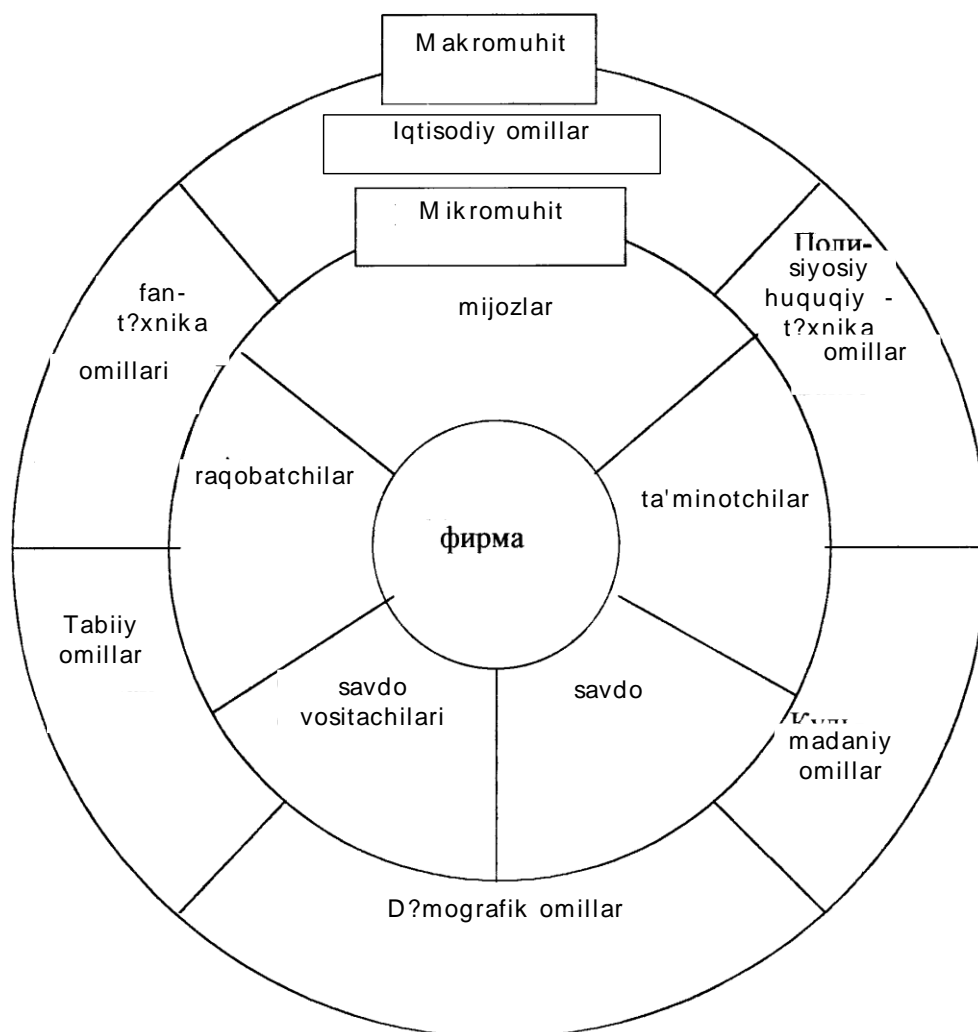 Makromuhit
Iqtisodiy omillar
Mikromuhit
mijozlar
fan-
t?xnika
omillari
Поли-
siyosiy
huquqiy -
t?xnika
omillar
raqobatchilar
ta'minotchilar
фирма
Tabiiy
omillar
savdo
vositachilari
savdo
madaniy
omillar
D?mografik omillar